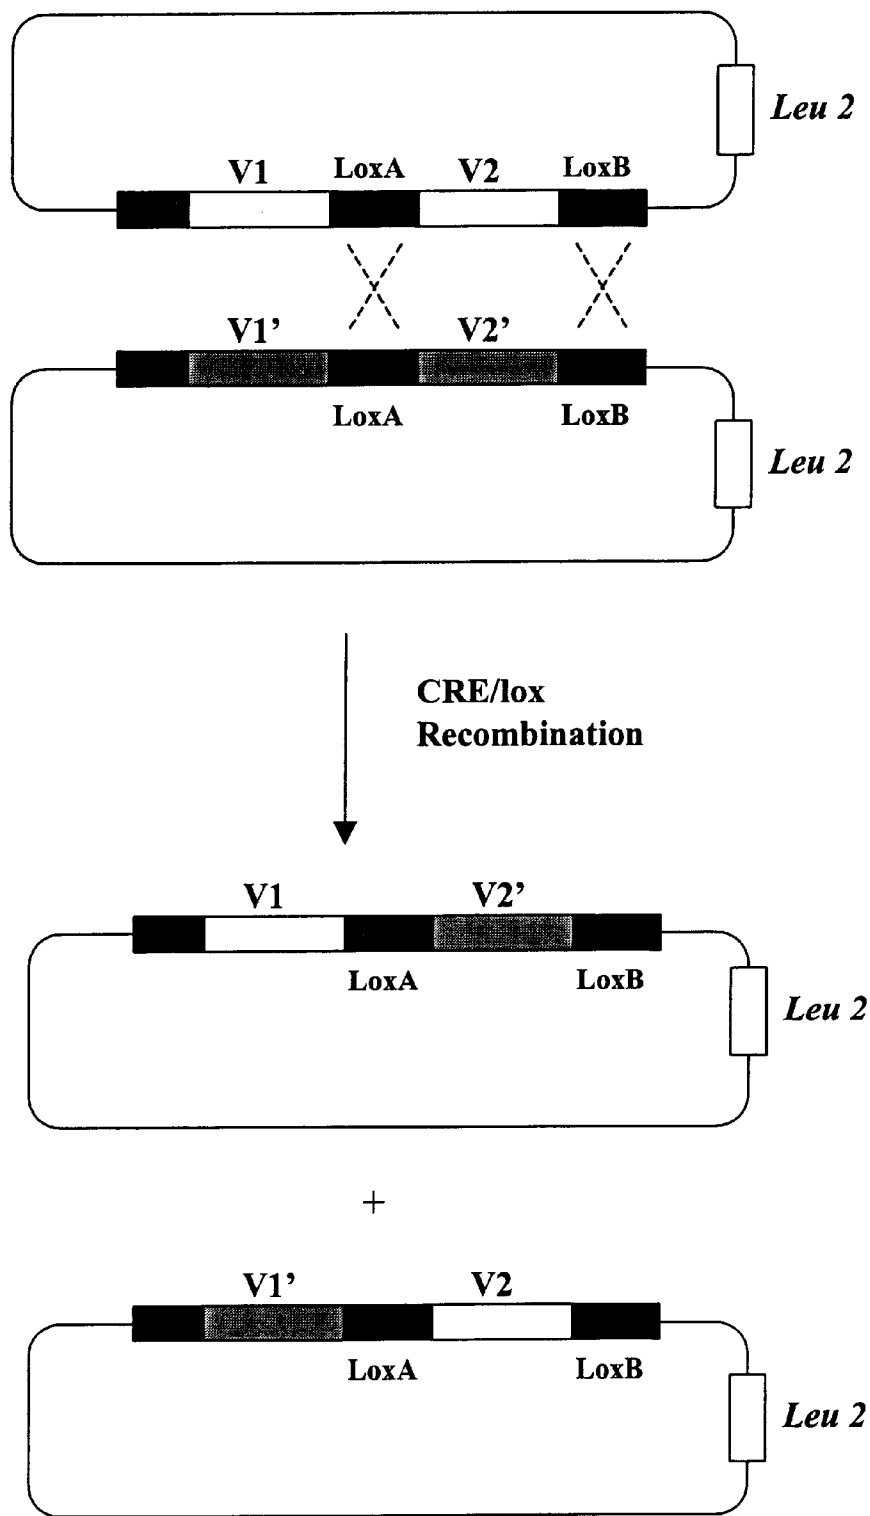 Leu 2
V1 LoxA V2 LoxB
V1’ V2’
LoxA LoxB
Leu 2
CRE/lox
Recombination
V1 V2’
LoxA LoxB
Leu 2
+
V1’ V2
LoxA LoxB
Leu 2